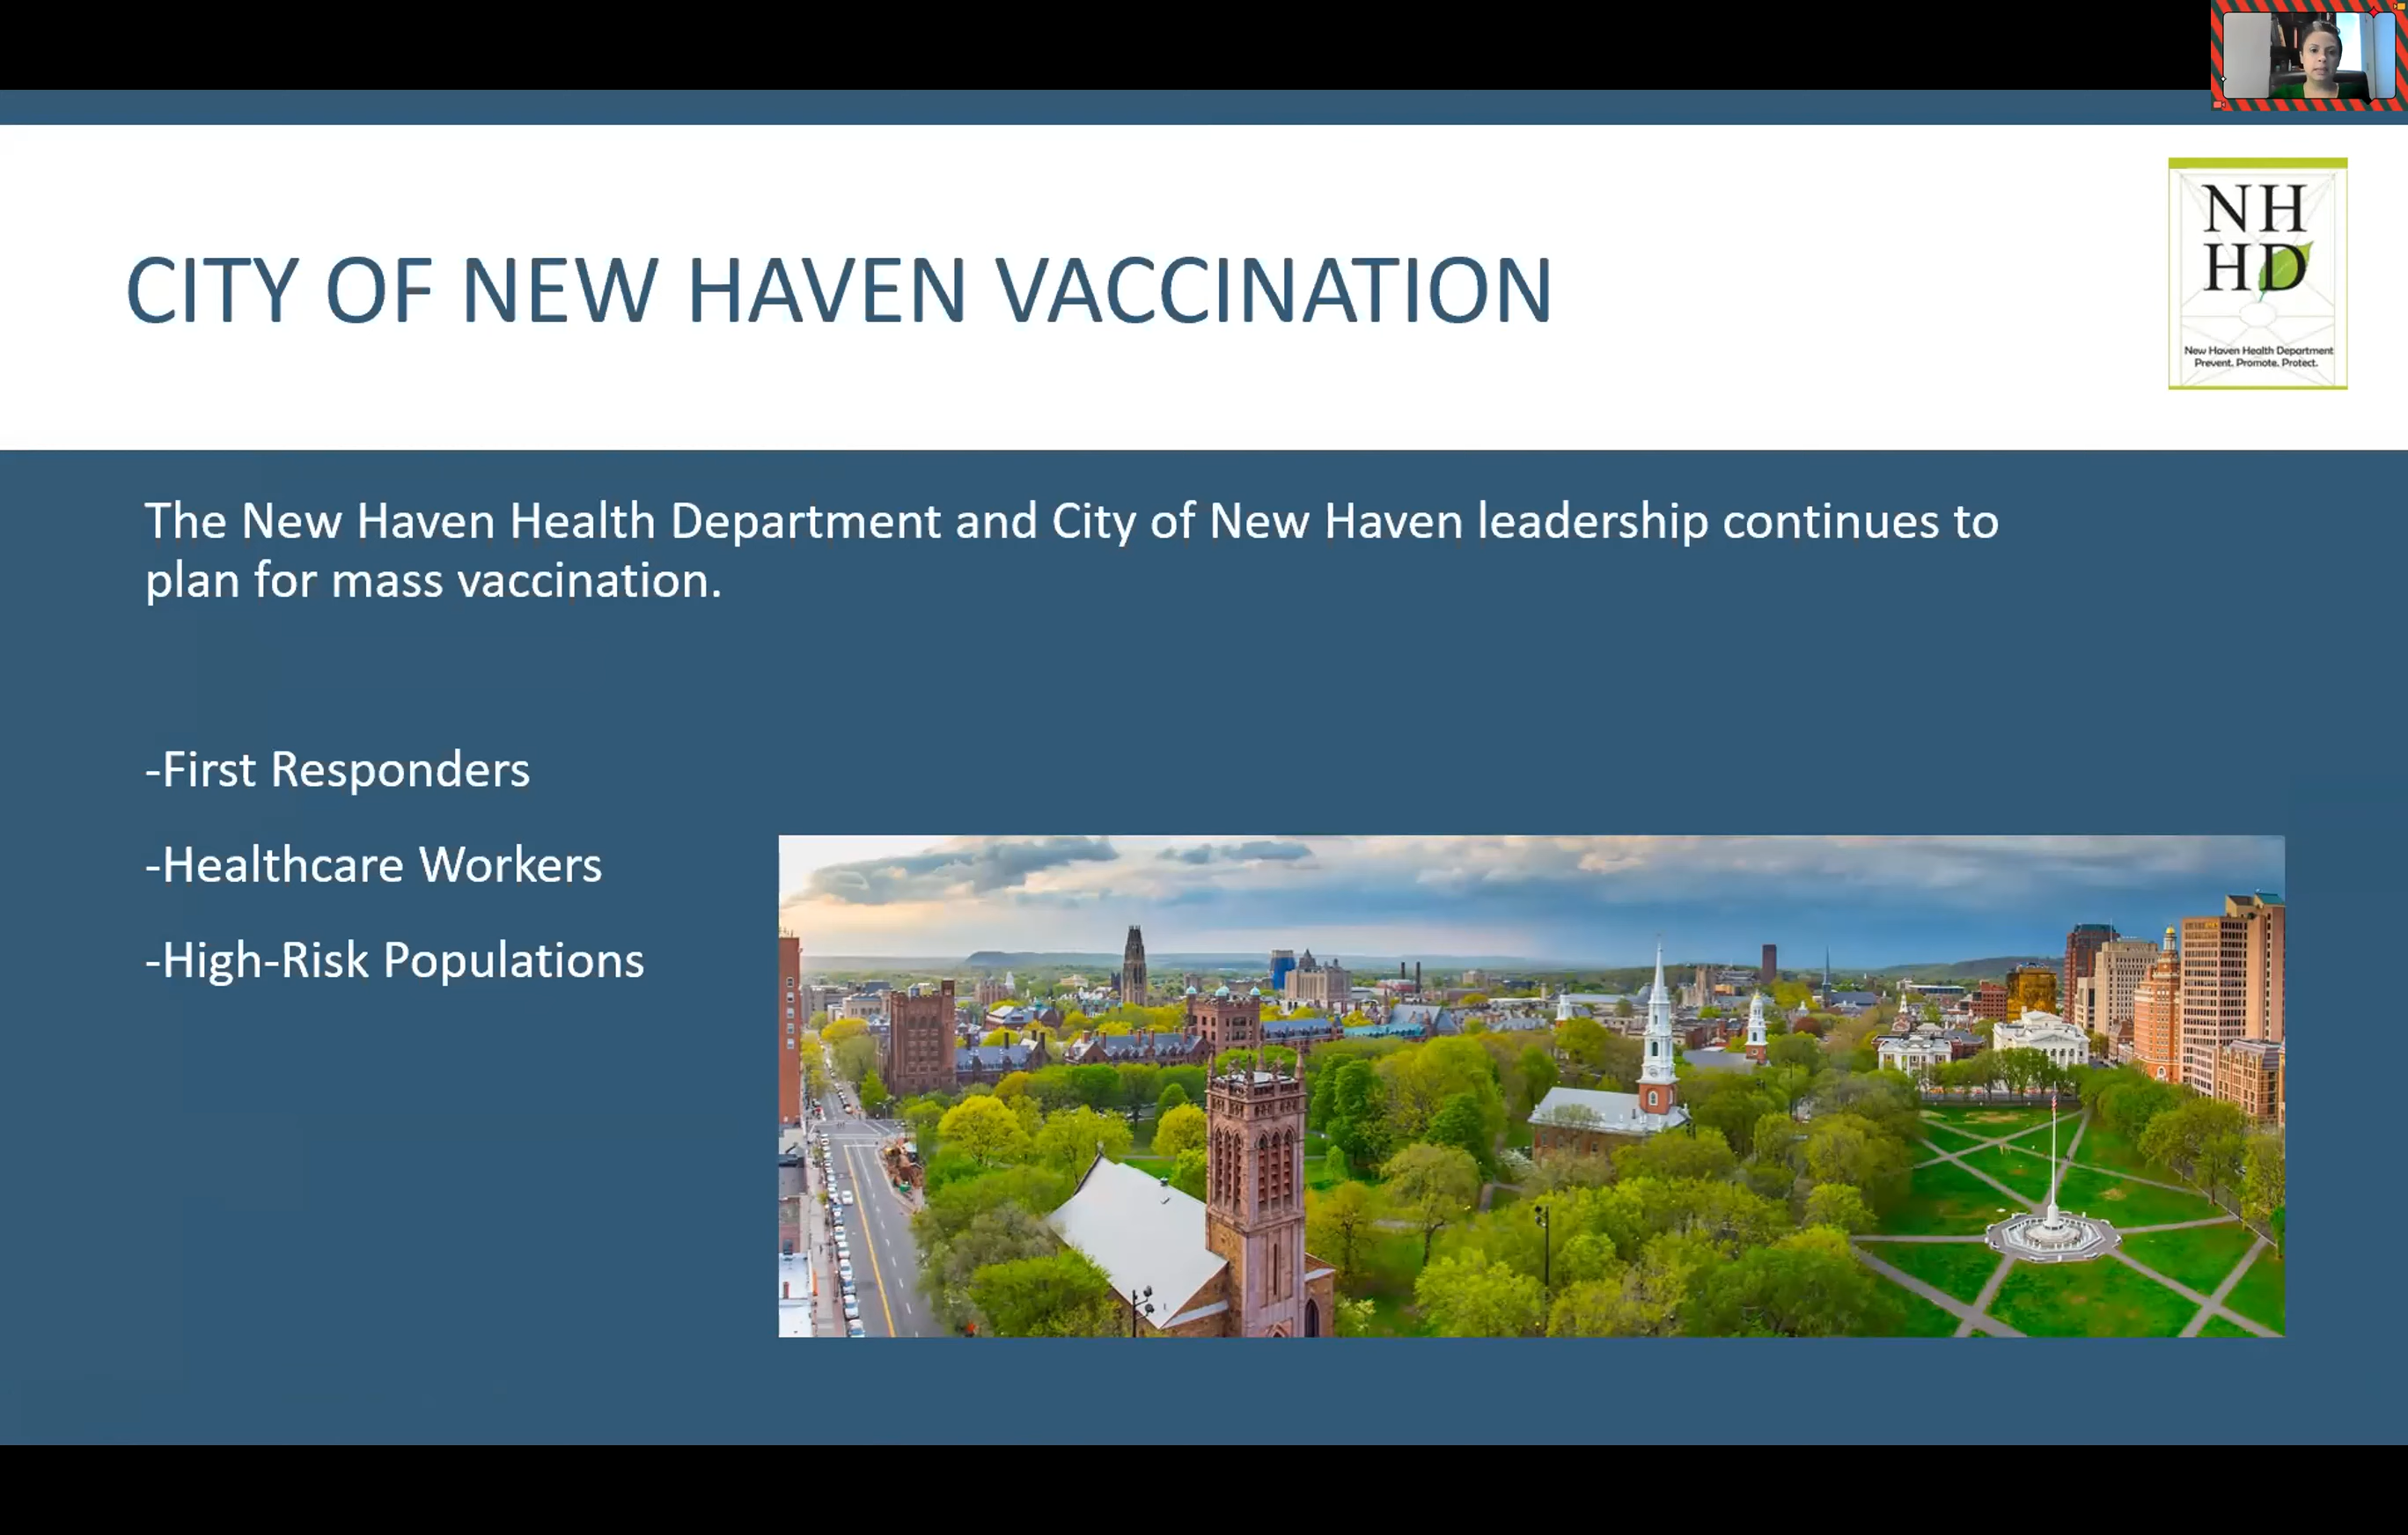 CITY OF NEW HAVEN VACCINATION
NH
HD
New Haven Health Department
Prevent. Promote. Protect.
The New Haven Health Department and City of New Haven leadership continues to
plan for mass vaccination.
-First Responders
-Healthcare Workers
-High-Risk Populations